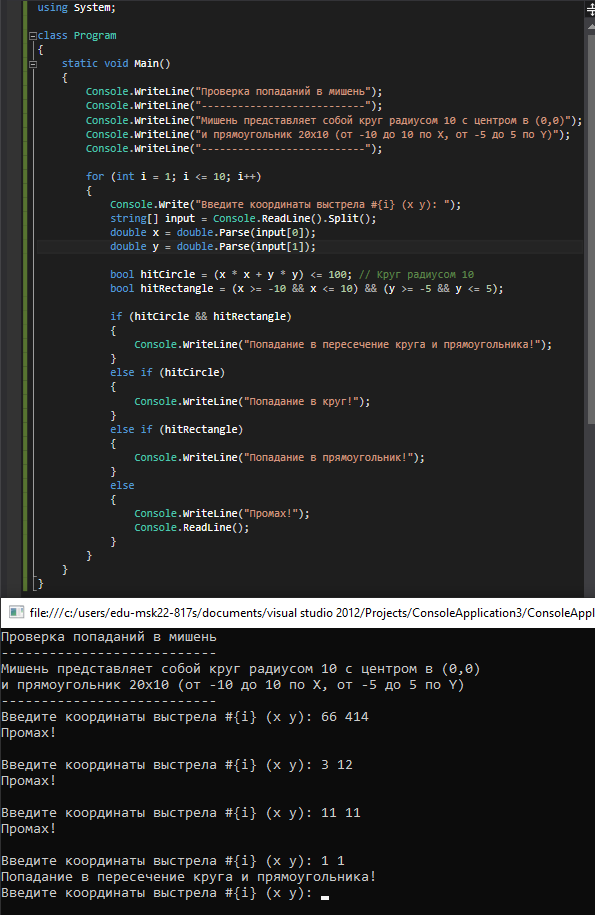 using System;
class Program
{
static void Main()
{
Console.WriteLine("Проверка попаданий в мишень");
Console.WriteLine("---------------------------");
Console.WriteLine("Мишень представляет собой круг радиусом 10 с центром в (0,0)");
Console.WriteLine("и прямоугольник 20x10 (от -10 до 10 по X, от -5 до 5 по Y)");
Console.WriteLine("---------------------------");
for (int i = 1; i <= 10; i++)
{
Console.Write("Введите координаты выстрела #{i} (x y): ");
string[] input = Console.ReadLine().Split();
double x = double.Parse(input[0]);
double y = double.Parse(input[1]);
bool hitCircle = (x * x + y * y) <= 100; // Круг радиусом 10
bool hitRectangle = (x >= -10 && x <= 10) && (y >= -5 && y <= 5);
if (hitCircle && hitRectangle)
{
Console.WriteLine("Попадание в пересечение круга и прямоугольника!");
}
else if (hitCircle)
{
Console.WriteLine("Попадание в круг!");
}
else if (hitRectangle)
{
Console.WriteLine("Попадание в прямоугольник!");
}
else
{
Console.WriteLine("Промах!");
Console.ReadLine();
}
}
}
}
file:///c:/users/edu-msk22-817s/documents/visual studio 2012/Projects/ConsoleApplication3/ConsoleAppl
Проверка попаданий в мишень
---------------------------
Мишень представляет собой круг радиусом 10 с центром в (0,0)
и прямоугольник 20x10 (от -10 до 10 по X, от -5 до 5 по Y)
---------------------------
Введите координаты выстрела #{i} (x y): 66 414
Промах!
Введите координаты выстрела #{i} (x y): 3 12
Промах!
Введите координаты выстрела #{i} (x y): 11 11
Промах!
Введите координаты выстрела #{i} (x y): 1 1
Попадание в пересечение круга и прямоугольника!
Введите координаты выстрела #{i} (x y):